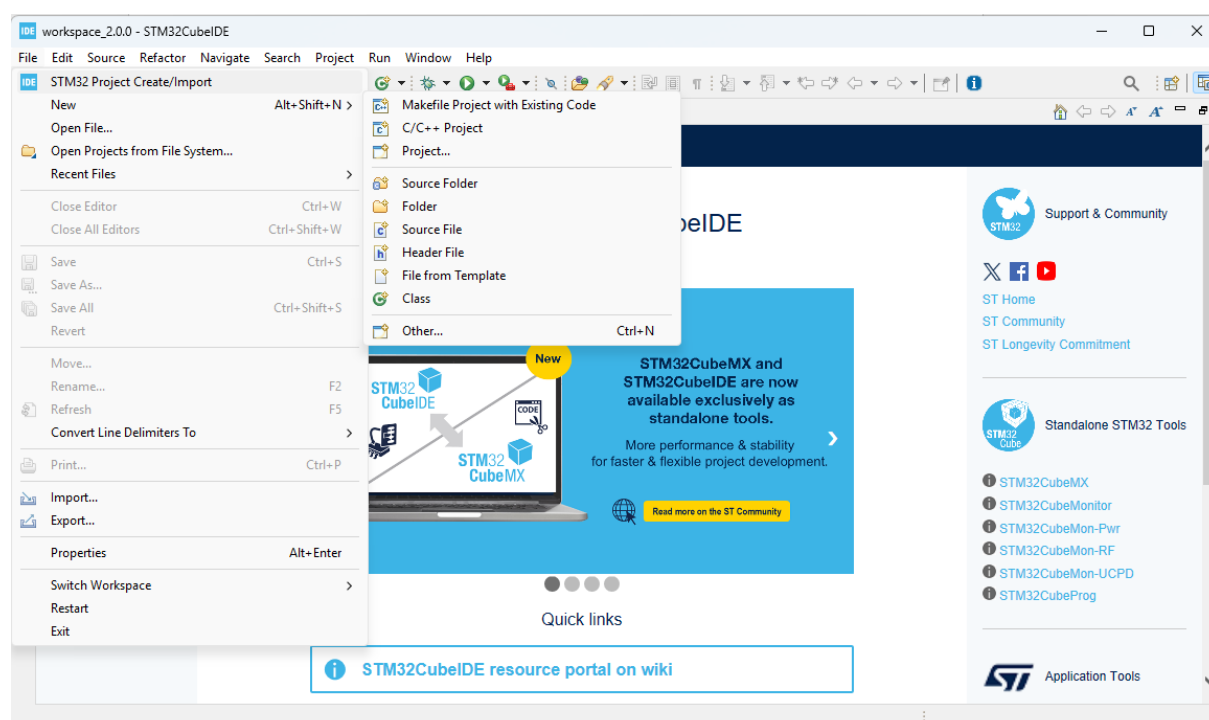 IDE workspace_2.0.0 - STM32CubeIDE
File Edit Source Refactor Navigate Search Project Run Window Help
IDE STM32 Project Create/Import
New Alt+Shift+N >
Open File...
Open Projects from File System...
Recent Files >
Close Editor Ctrl+W
Close All Editors Ctrl+Shift+W
Save Ctrl+S
Save As...
Save All Ctrl+Shift+S
Revert
Move...
Rename... F2
Refresh F5
Convert Line Delimiters To >
Print... Ctrl+P
Import...
Export...
Properties Alt+Enter
Switch Workspace >
Restart
Exit
Makefile Project with Existing Code
C/C++ Project
Project...
Source Folder
Folder
Source File
Header File
File from Template
Class
Other... Ctrl+N
eIDE
New
STM32
CubeIDE
CODE
STM32
CubeMX
STM32CubeMX and
STM32CubeIDE are now
available exclusively as
standalone tools.
More performance & stability
for faster & flexible project development.
Read more on the ST Community
Quick links
STM32CubeIDE resource portal on wiki
STM32
Support & Community
ST Home
ST Community
ST Longevity Commitment
STM32
Cube
Standalone STM32 Tools
STM32CubeMX
STM32CubeMonitor
STM32CubeMon-Pwr
STM32CubeMon-RF
STM32CubeMon-UCPD
STM32CubeProg
ST
Application Tools